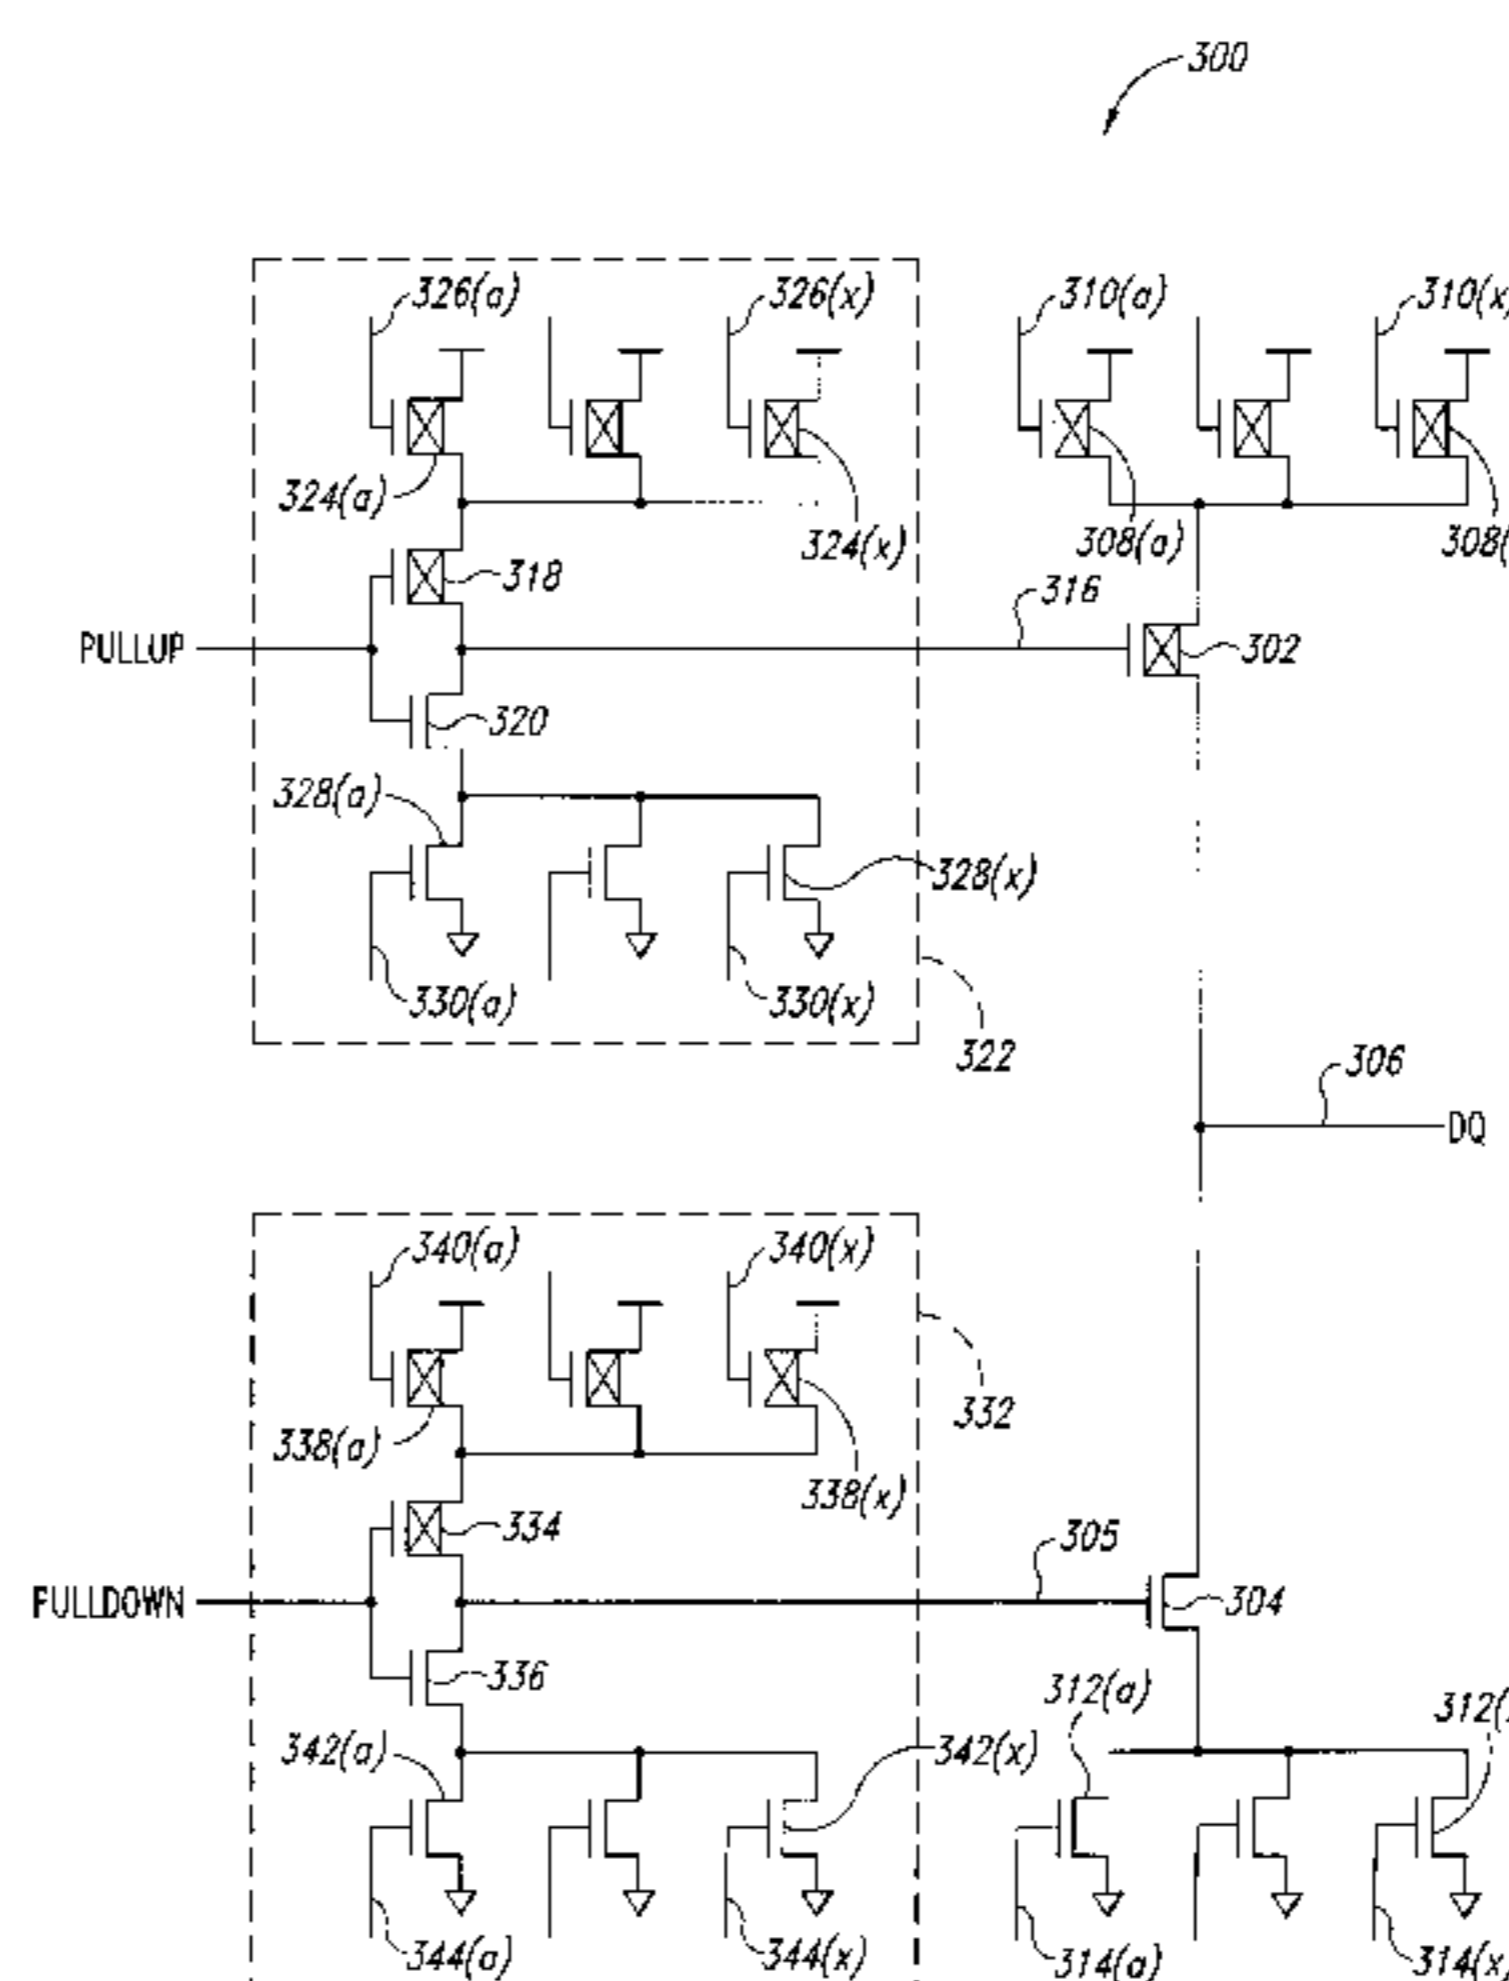 300
326(a) 326(x) 310(a) 310(x)
324(a) 324(x) 308(a) 308(
318 316
PULLUP 302
320
328(a) 328(x)
330(a) 330(x)
322
306
DQ
340(a) 340(x)
332
338(a) 338(x)
334 305
PULLDOWN 304
336 312(a) 312(
342(a) 342(x)
344(a) 344(x) 314(a) 314(x)